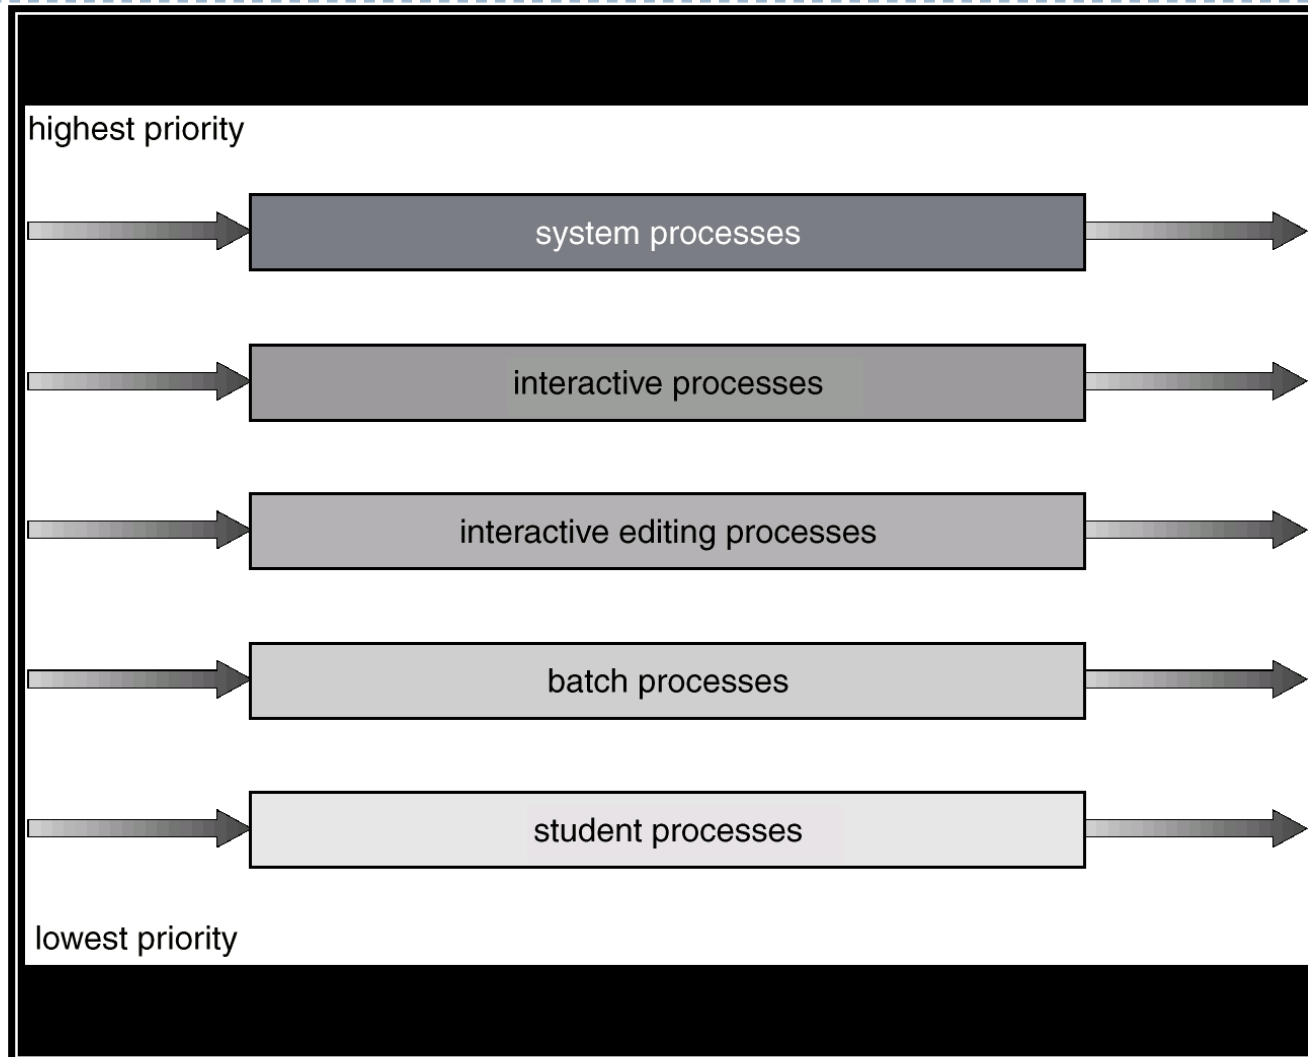 highest priority
system processes
interactive processes
interactive editing processes
batch processes
student processes
lowest priority